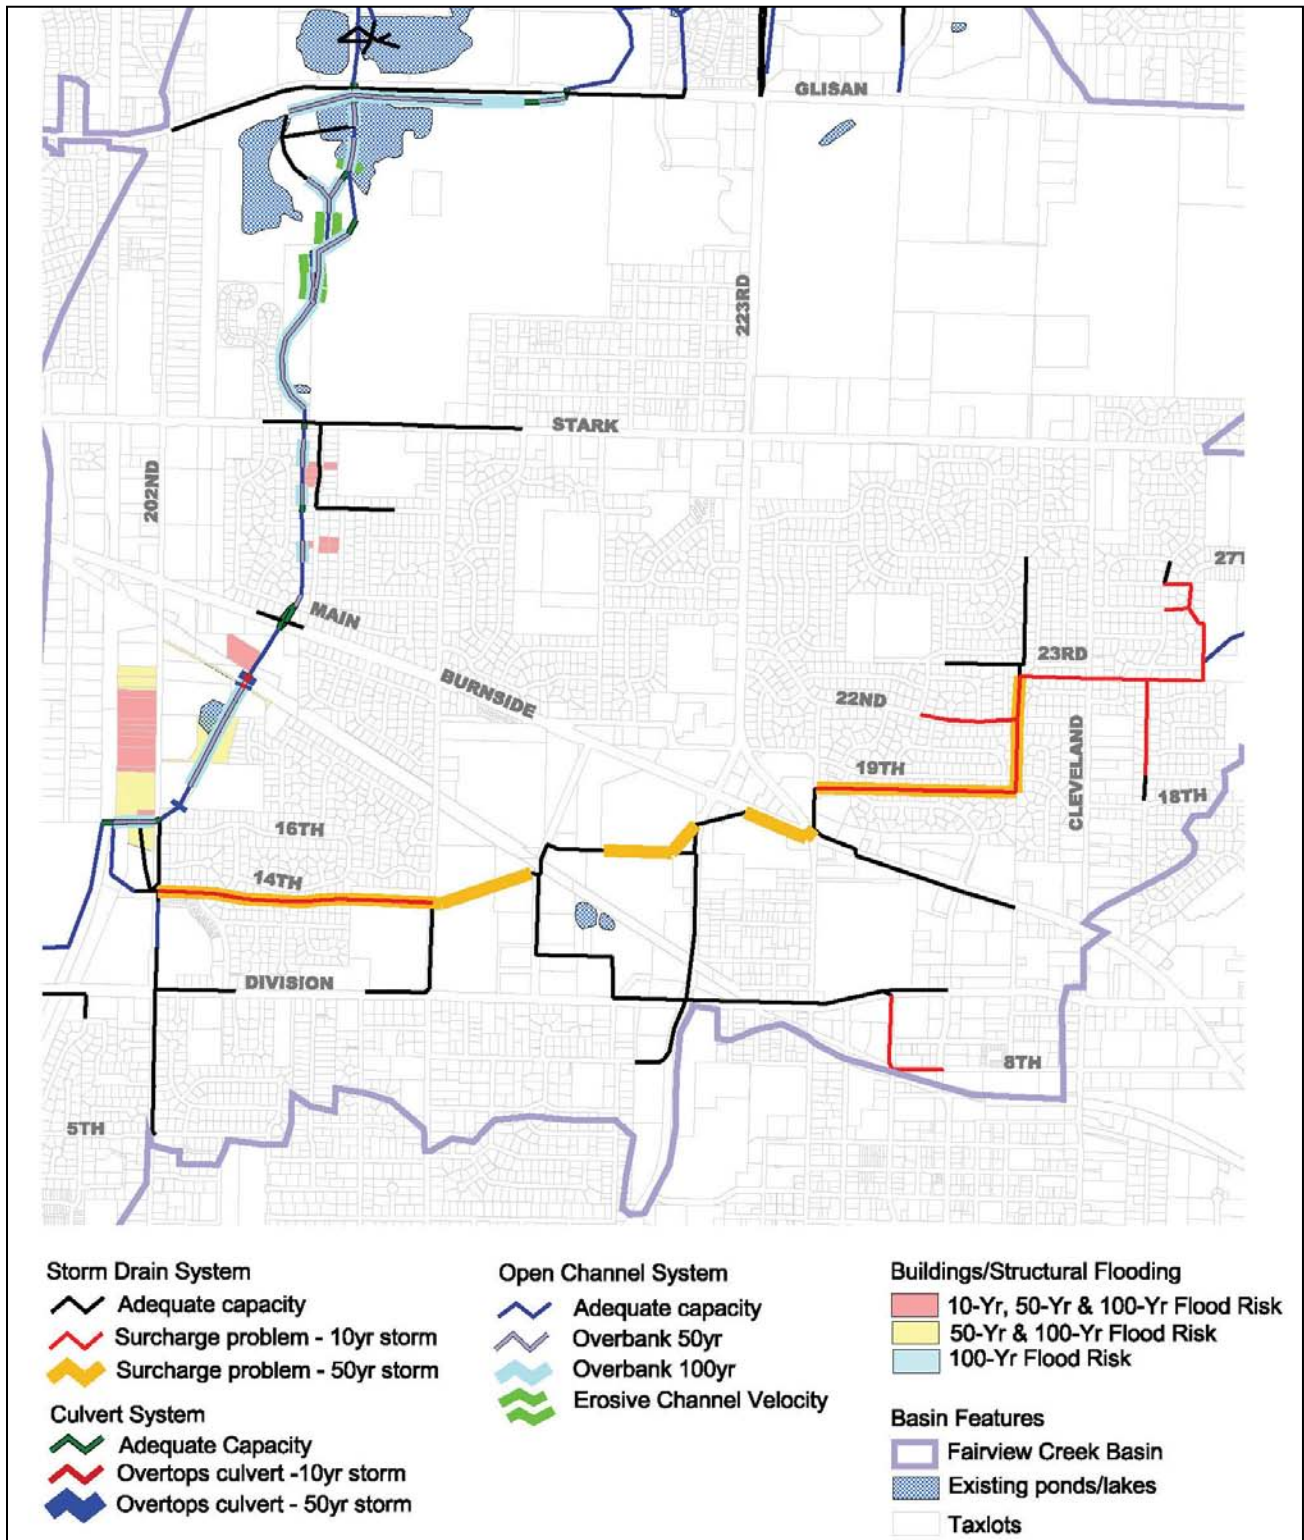 GLISAN
223RD
STARK
202ND
27T
MAIN
23RD
BURNSIDE
22ND
CLEVELAND
19TH
18TH
16TH
14TH
DIVISION
8TH
5TH
Storm Drain System
Adequate capacity
Surcharge problem - 10yr storm
Surcharge problem - 50yr storm
Culvert System
Adequate Capacity
Overtops culvert -10yr storm
Overtops culvert - 50yr storm
Open Channel System
Adequate capacity
Overbank 50yr
Overbank 100yr
Erosive Channel Velocity
Buildings/Structural Flooding
10-Yr, 50-Yr & 100-Yr Flood Risk
50-Yr & 100-Yr Flood Risk
100-Yr Flood Risk
Basin Features
Fairview Creek Basin
Existing ponds/lakes
Taxlots